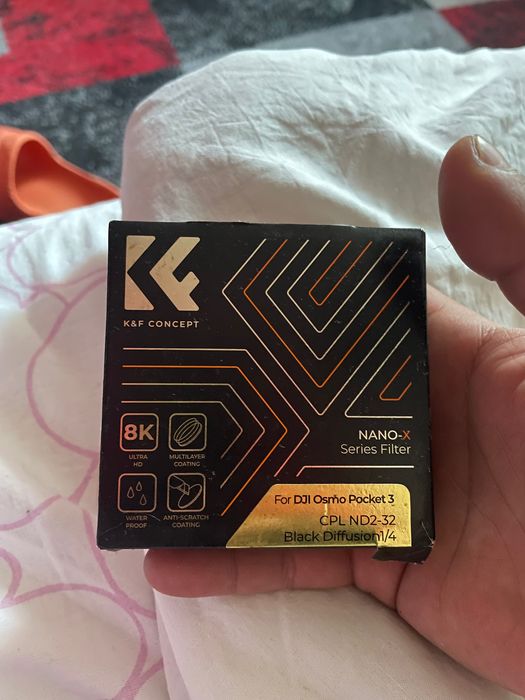 K&F CONCEPT
8K
ULTRA
HD
MULTILAYER
COATING
WATER
PROOF
ANTI-SCRATCH
COATING
NANO-X
Series Filter
For DJI Osmo Pocket 3
CPL ND2-32
Black Diffusion1/4